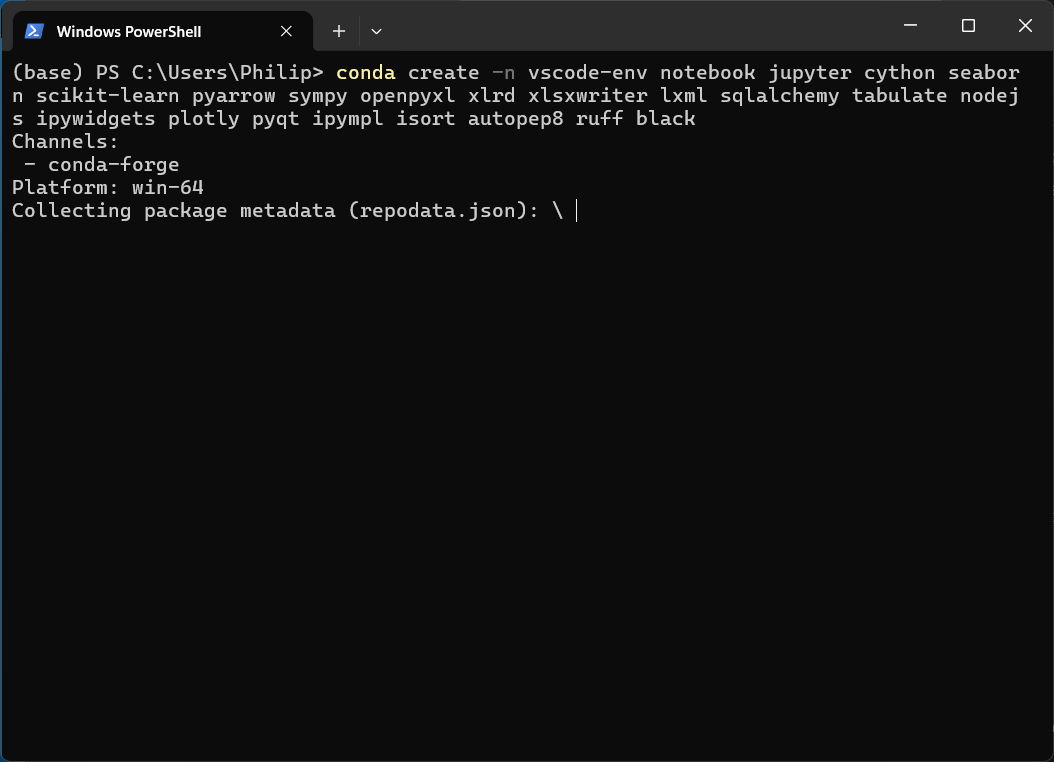 Windows PowerShell
(base) PS C:\Users\Philip> conda create -n vscode-env notebook jupyter cython seabor
n scikit-learn pyarrow sympy openpyxl xlrd xlsxwriter lxml sqlalchemy tabulate nodej
s ipywidgets plotly pyqt ipympl isort autopep8 ruff black
Channels:
 - conda-forge
Platform: win-64
Collecting package metadata (repodata.json): \